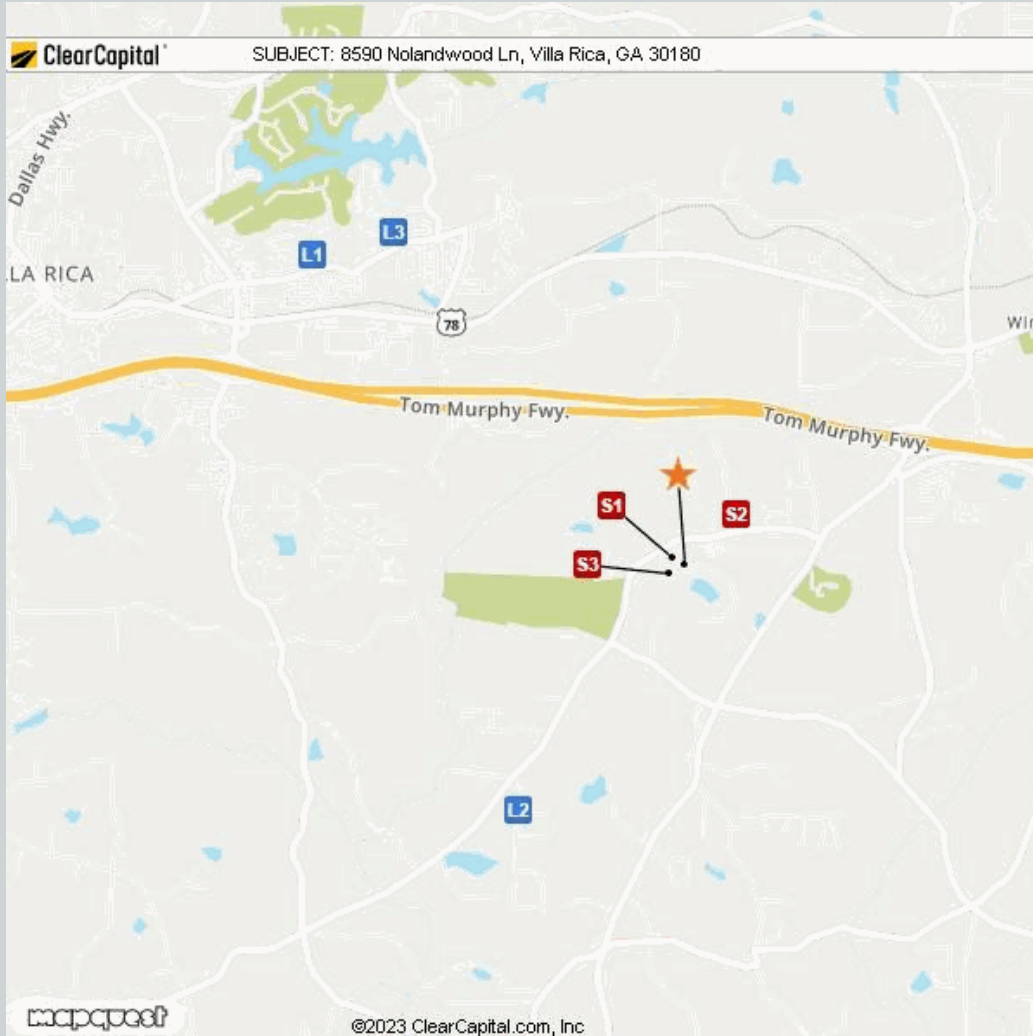 ClearCapital
SUBJECT: 8590 Nolandwood Ln, Villa Rica, GA 30180
Dallas Hwy.
L3
L1
LA RICA
78
Wir
Tom Murphy Fwy.
Tom Murphy Fwy.
S1
S2
S3
L2
mapquest
©2023 ClearCapital.com, Inc